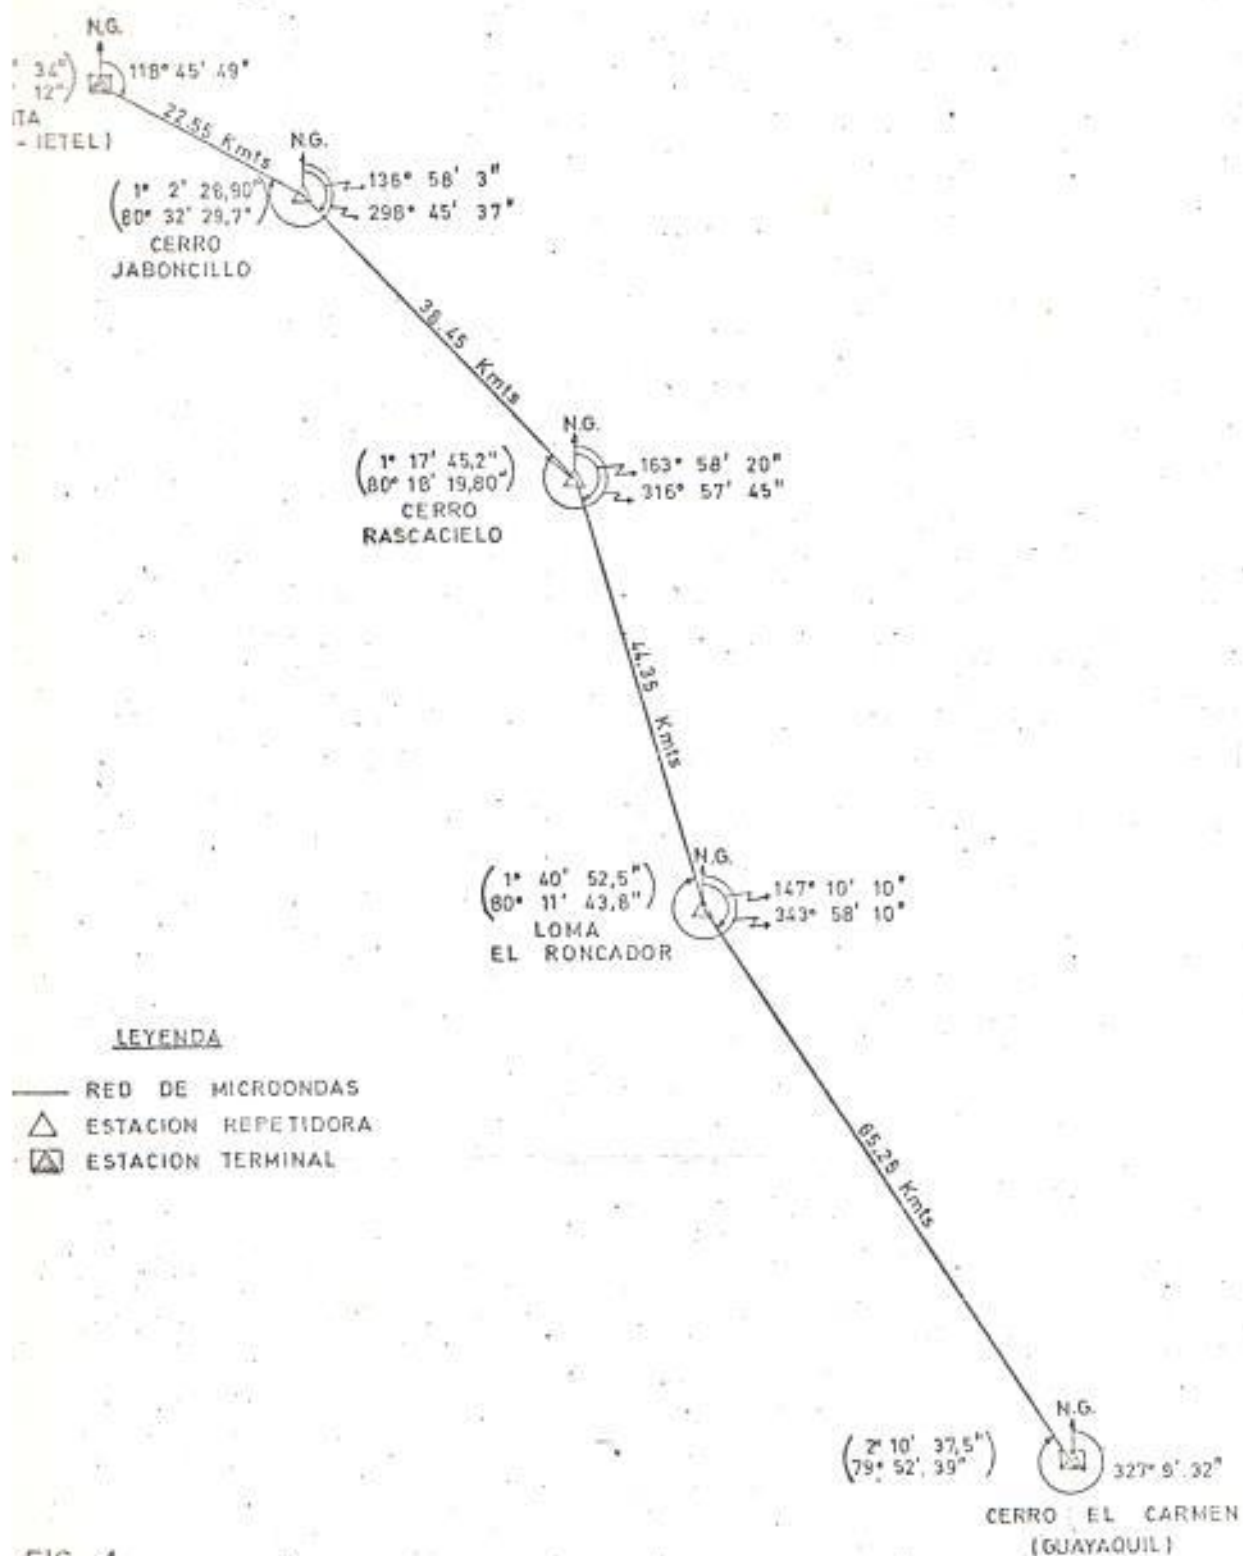 N.G.
34"
12")
118° 45' 49"
- IETEL)
22.55 Kmts
N.G.
136° 58' 3"
298° 45' 37"
(1° 2' 28,90"
80° 32' 29,7")
CERRO
JABONCILLO
38.45 Kmts
N.G.
(1° 17' 45,2"
80° 18' 19,80")
163° 58' 20"
316° 57' 45"
CERRO
RASCACIELO
44.35 Kmts
N.G.
(1° 40' 52,5"
80° 11' 43,8")
147° 10' 10"
343° 58' 10"
LOMA
EL RONCADOR
LEYENDA
RED DE MICROONDAS
ESTACION REPETIDORA
ESTACION TERMINAL
65.25 Kmts
N.G.
(2° 10' 37,5"
79° 52' 39")
327° 9' 32"
CERRO EL CARMEN
(GUAYAQUIL)